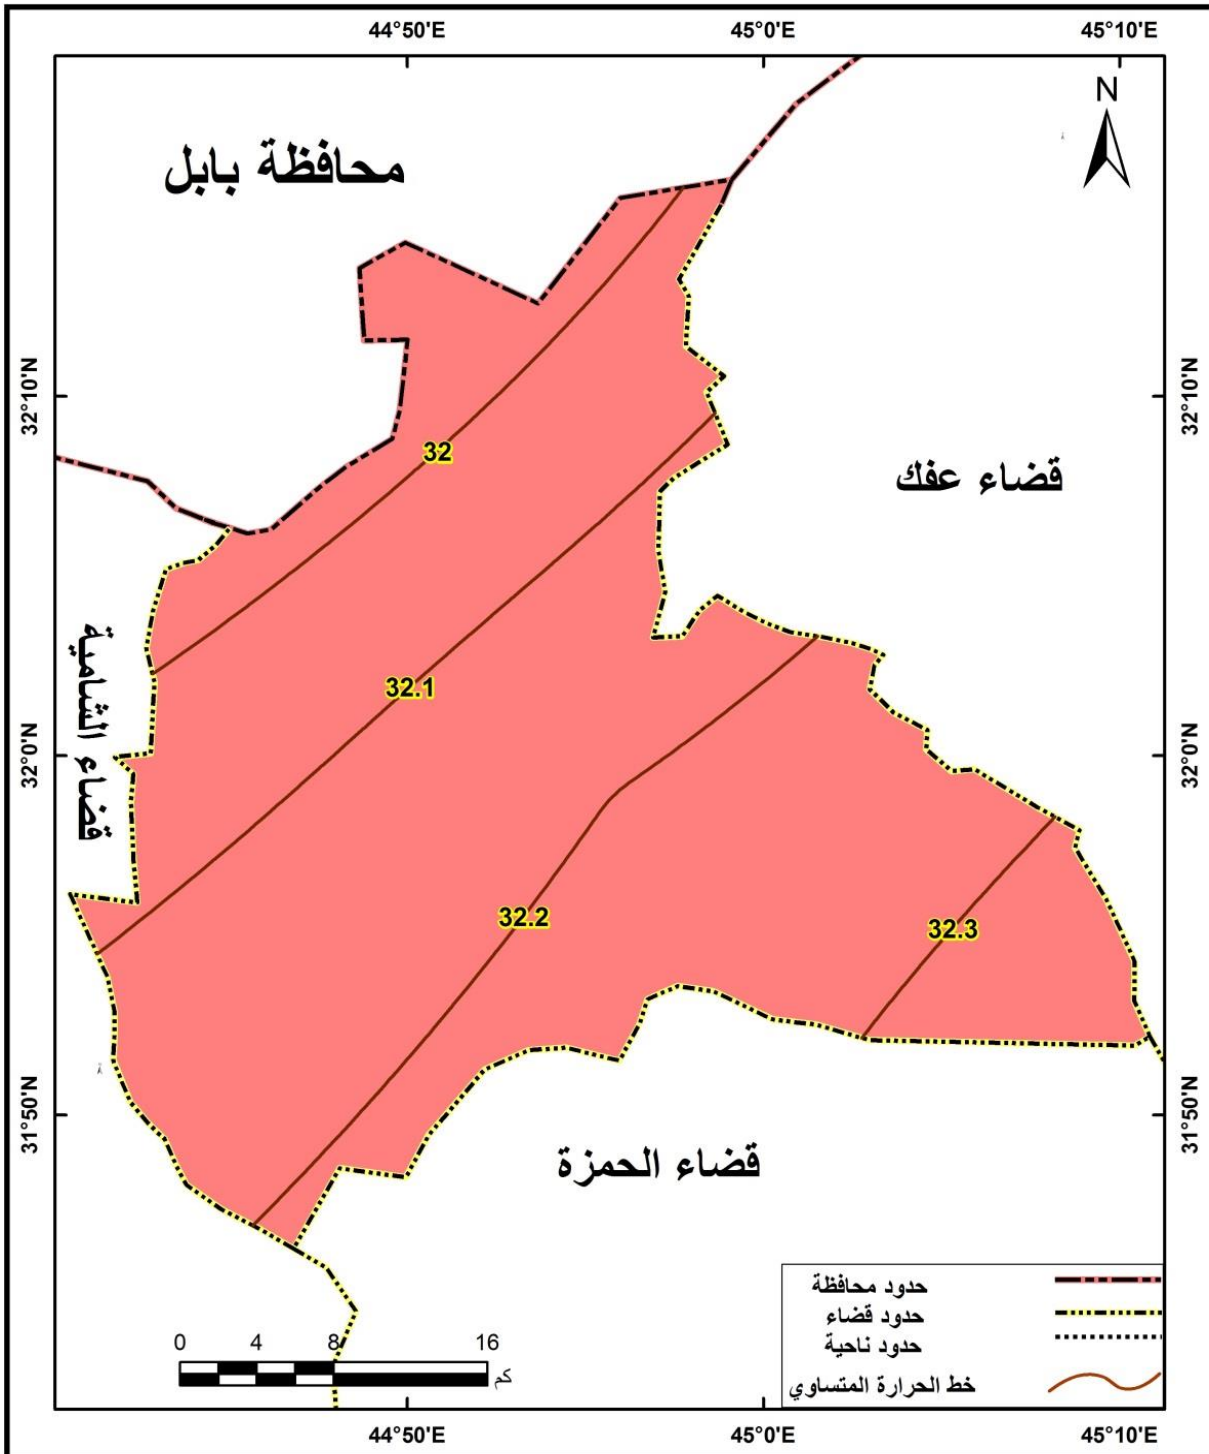 44°50'E
45°0'E
45°10'E
N
محافظة بابل
32°10'N
32°10'N
32
قضاء عفك
قضاء الشامية
32.1
32°0'N
32°0'N
32.2
32.3
31°50'N
31°50'N
قضاء الحمزة
حدود محافظة
حدود قضاء
حدود ناحية
خط الحرارة المتساوي
0 4 8 16
كم
44°50'E
45°0'E
45°10'E